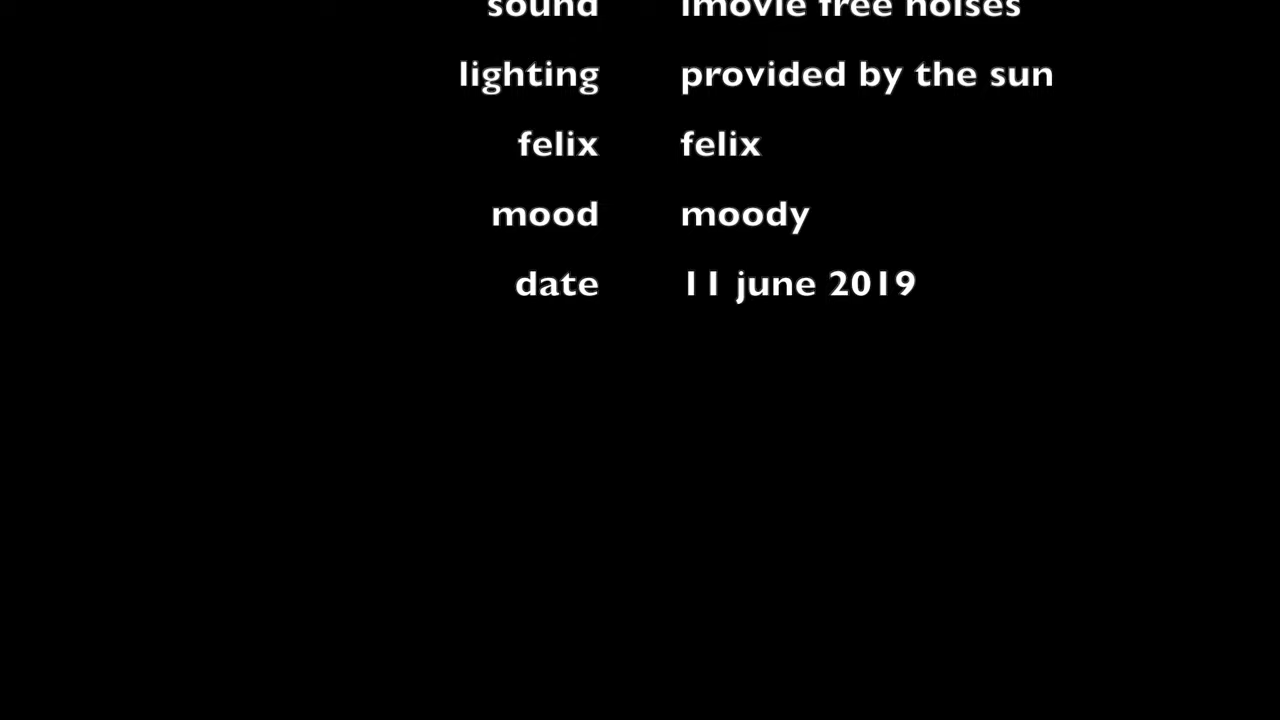 sound imovie free noises
lighting provided by the sun
felix felix
mood moody
date 11 june 2019